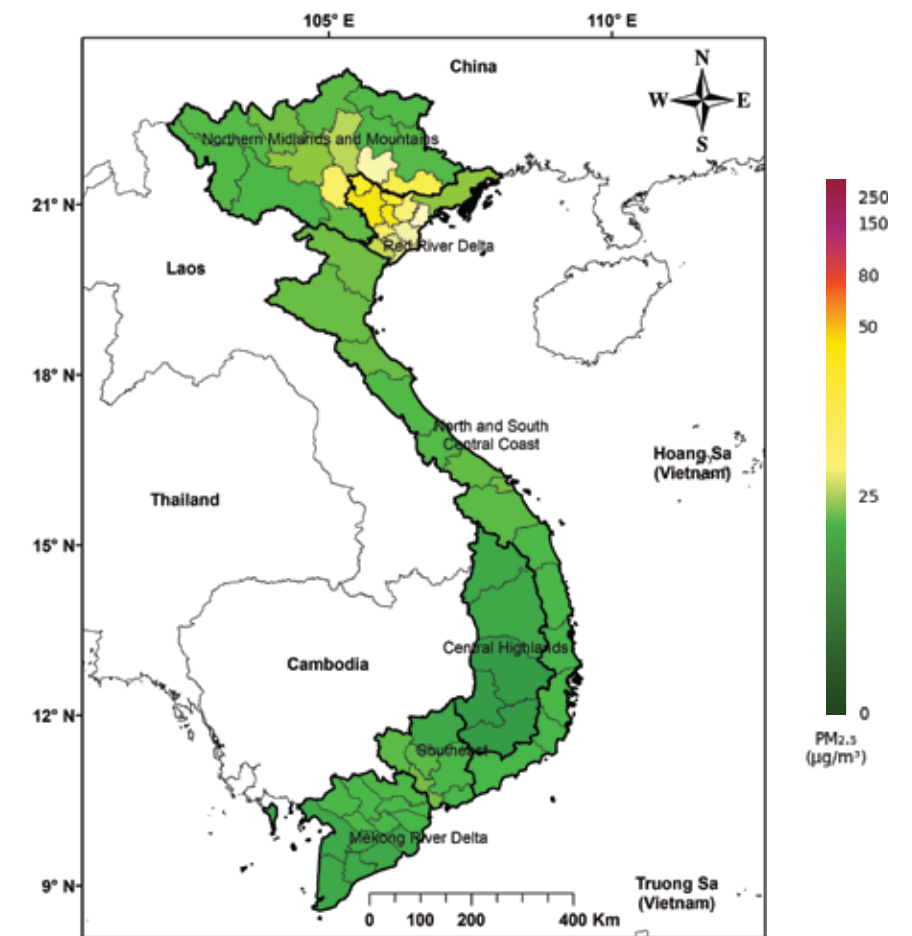 105° E
110° E
China
N
W
E
S
Northern Midlands and Mountains
21° N
Red River Delta
Laos
18° N
North and South
Central Coast
Hoang Sa
(Vietnam)
Thailand
15° N
Central Highlands
Cambodia
12° N
Southeast
Mekong River Delta
9° N
Truong Sa
(Vietnam)
0 100 200 400 Km
250
150
80
50
25
0
PM₂.₅
(μg/m³)